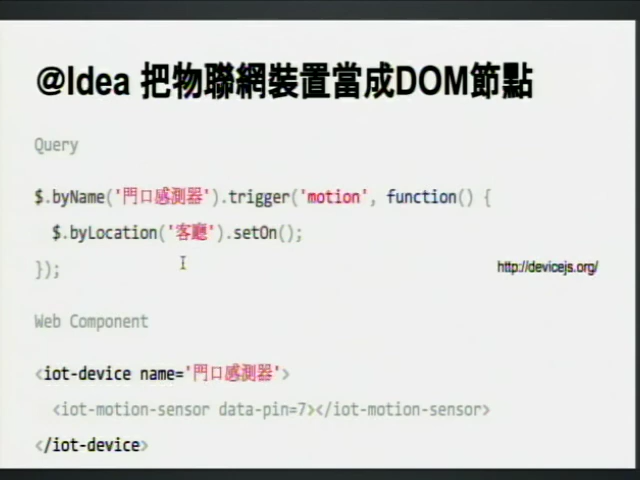 @Idea 把物聯網裝置當成DOM節點
Query
$.byName('門口感測器').trigger('motion', function() {
$.byLocation('客廳').setOn();
});
http://devicejs.org/
Web Component
<iot-device name='門口感測器'>
<iot-motion-sensor data-pin=7></iot-motion-sensor>
</iot-device>